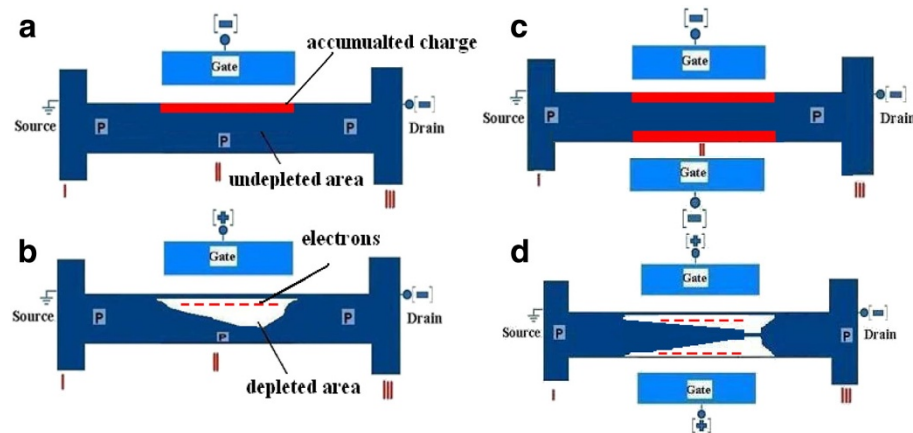 a
[-]
accumualted charge
Gate
Source
P
P
P
[-]
Drain
undepleted area
I
II
III
b
[+]
electrons
Gate
Source
P
P
P
[-]
Drain
depleted area
I
II
III
c
[-]
Gate
Source
P
[-]
Drain
II
I
III
Gate
[-]
d
[+]
Gate
Source
P
[-]
Drain
I
III
Gate
[+]